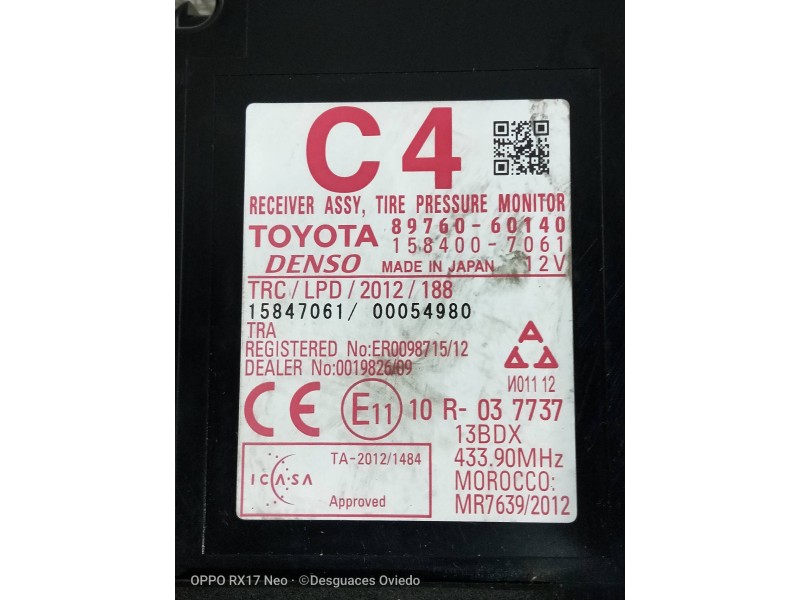 C4
RECEIVER ASSY, TIRE PRESSURE MONITOR
TOYOTA 89760-60140
158400-7061
DENSO MADE IN JAPAN 12V
TRC/LPD/2012/188
15847061/ 00054980
TRA
REGISTERED No:ER0098715/12
DEALER No:0019826/09
И011 12
CE E11 10 R- 03 7737
13BDX
433.90MHz
MOROCCO:
MR7639/2012
TA-2012/1484
ICASA
Approved
OPPO RX17 Neo · ©Desguaces Oviedo